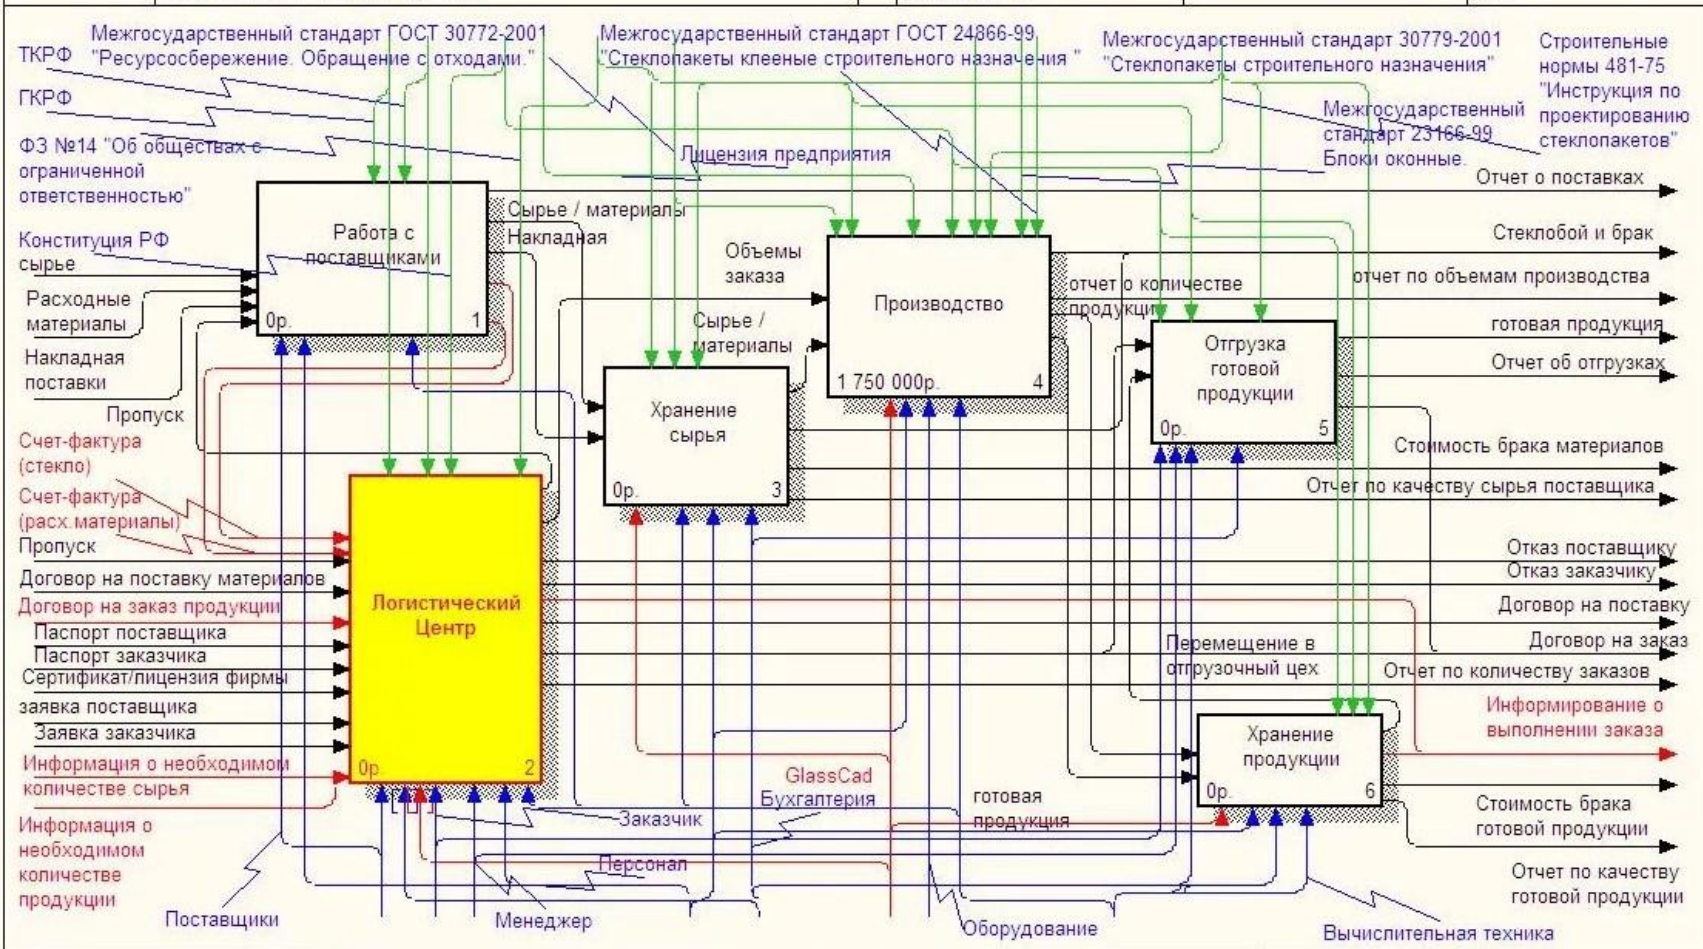 Межгосударственный стандарт ГОСТ 30772-2001
"Ресурсосбережение. Обращение с отходами."
Межгосударственный стандарт ГОСТ 24866-99
"Стеклопакеты клееные строительного назначения "
Межгосударственный стандарт 30779-2001
"Стеклопакеты строительного назначения"
Строительные
нормы 481-75
"Инструкция по
проектированию
стеклопакетов"
Межгосударственный
стандарт 23166-99
Блоки оконные.
ТКРФ
ГКРФ
ФЗ №14 "Об обществах с
ограниченной
ответственностью"
Лицензия предприятия
Конституция РФ
сырье
Расходные
материалы
Накладная
поставки
Пропуск
Счет-фактура
(стекло)
Счет-фактура
(расх.материалы)
Пропуск
Договор на поставку материалов
Договор на заказ продукции
Паспорт поставщика
Паспорт заказчика
Сертификат/лицензия фирмы
заявка поставщика
Заявка заказчика
Информация о необходимом
количестве сырья
Информация о
необходимом
количестве
продукции
Работа с
поставщиками
0р. 1
Сырье / материалы
Накладная
Логистический
Центр
0р. 2
Объемы
заказа
Сырье /
материалы
Хранение
сырья
0р. 3
Производство
1 750 000р. 4
отчет о количестве
продукции
Отгрузка
готовой
продукции
0р. 5
Перемещение в
отгрузочный цех
Хранение
продукции
0р. 6
Отчет о поставках
Стеклобой и брак
отчет по объемам производства
готовая продукция
Отчет об отгрузках
Стоимость брака материалов
Отчет по качеству сырья поставщика
Отказ поставщику
Отказ заказчику
Договор на поставку
Договор на заказ
Отчет по количеству заказов
Информирование о
выполнении заказа
Стоимость брака
готовой продукции
Отчет по качеству
готовой продукции
GlassCad
Бухгалтерия
готовая
продукция
Заказчик
Персонал
Поставщики
Менеджер
Оборудование
Вычислительная техника